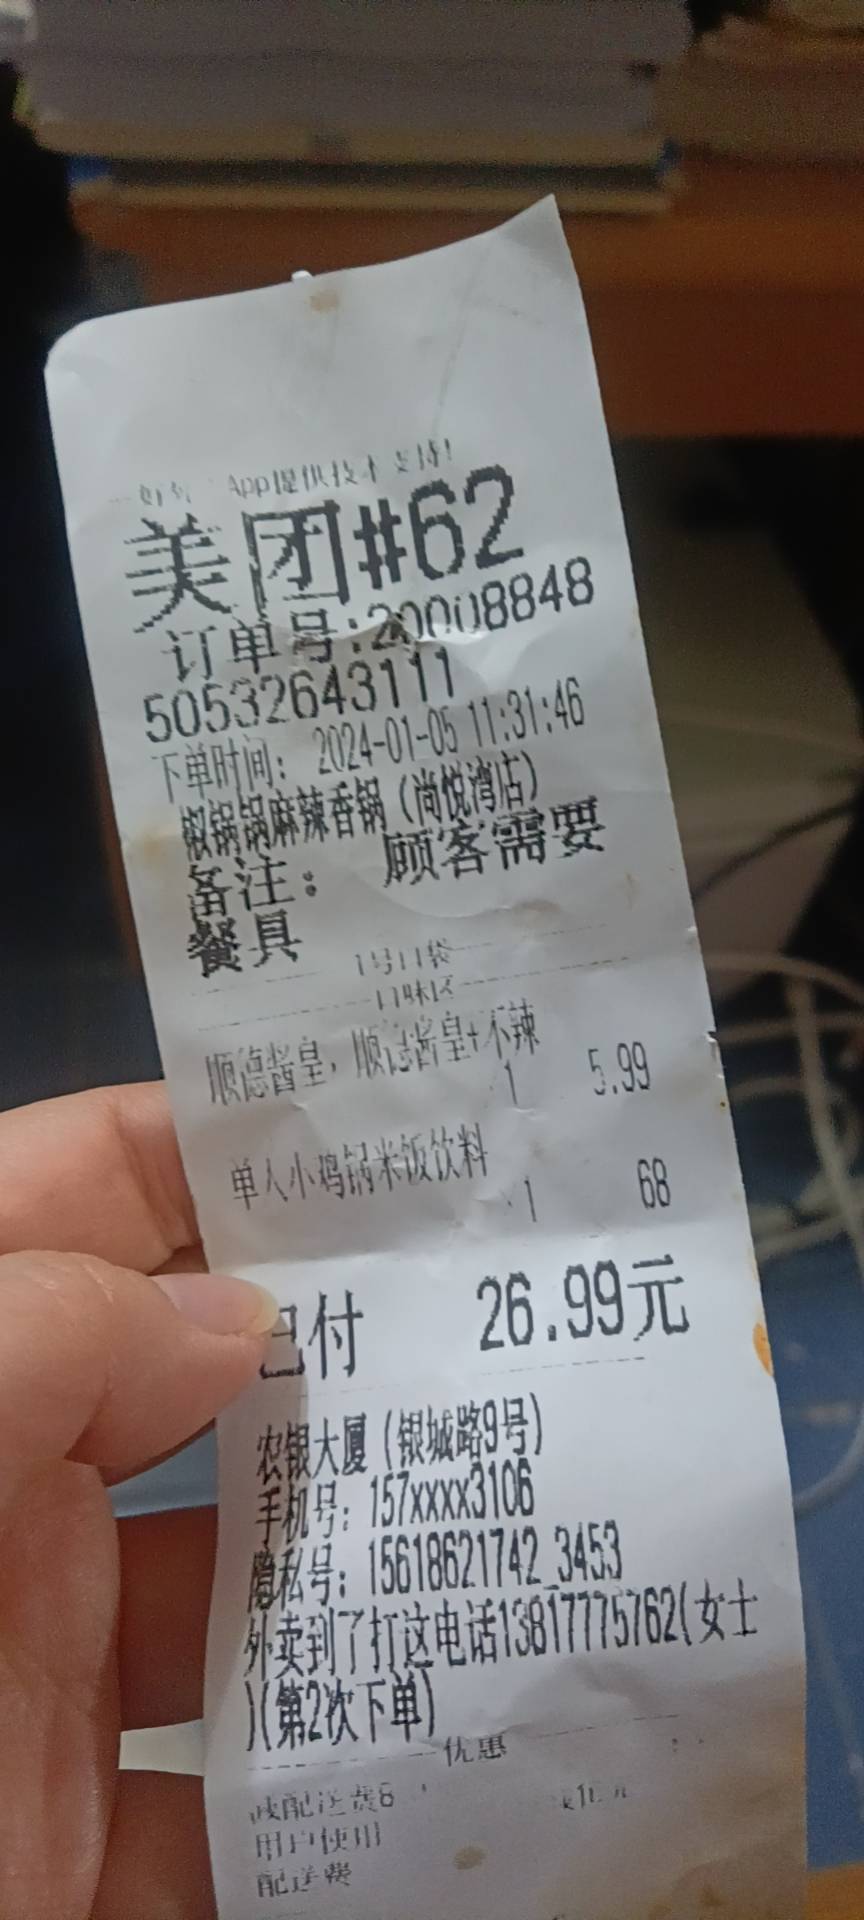 App提供技术支持!
美团#62
订单号:20008848
50532643111
下单时间: 2024-01-05 11:31:46
椒锅锅麻辣香锅(尚悦湾店)
备注: 顾客需要
餐具
1号口袋
口味区
顺德酱皇,顺德酱皇+不辣
1 5.99
单人小鸡锅米饭饮料
1 68
已付 26.99元
农银大厦(银城路9号)
手机号: 157xxxx3106
隐私号: 15618621742_3453
外卖到了打这电话13817775762(女士
)(第2次下单)
优惠
减配送费6
用户使用
配送费